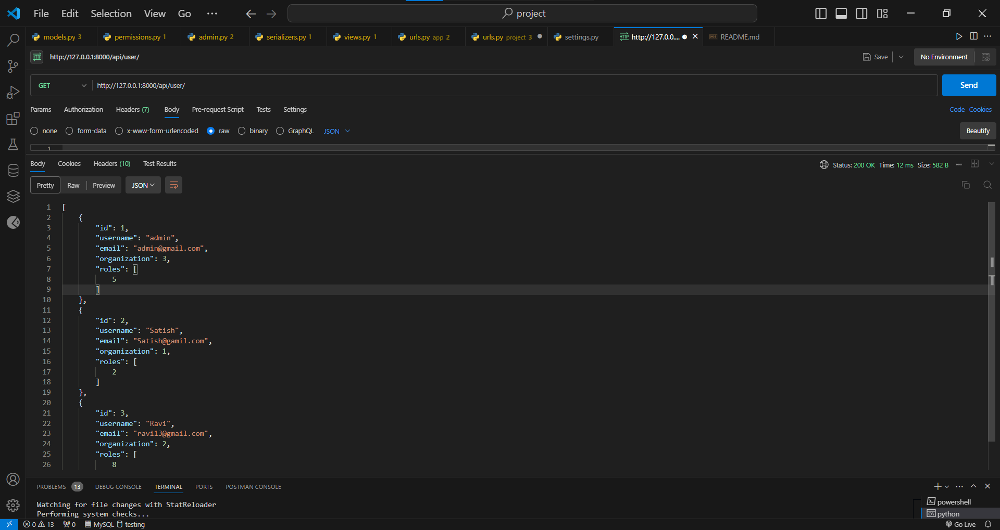 File Edit Selection View Go ··· project
models.py 3 permissions.py 1 admin.py 2 serializers.py 1 views.py 1 urls.py app 2 urls.py project 3 settings.py HTTP http://127.0.0.... README.md
HTTP http://127.0.0.1:8000/api/user/ Save No Environment
GET http://127.0.0.1:8000/api/user/ Send
Params Authorization Headers (7) Body Pre-request Script Tests Settings Code Cookies
none form-data x-www-form-urlencoded raw binary GraphQL JSON Beautify
1
Body Cookies Headers (10) Test Results Status: 200 OK Time: 12 ms Size: 582 B
Pretty Raw Preview JSON
1 [
2 {
3 "id": 1,
4 "username": "admin",
5 "email": "admin@gmail.com",
6 "organization": 3,
7 "roles": [
8 5
9 ]
10 },
11 {
12 "id": 2,
13 "username": "Satish",
14 "email": "Satish@gamil.com",
15 "organization": 1,
16 "roles": [
17 2
18 ]
19 },
20 {
21 "id": 3,
22 "username": "Ravi",
23 "email": "ravi13@gmail.com",
24 "organization": 2,
25 "roles": [
26 8
PROBLEMS 13 DEBUG CONSOLE TERMINAL PORTS POSTMAN CONSOLE
Watching for file changes with StatReloader
Performing system checks...
powershell
python
0 13 0 MySQL testing Go Live